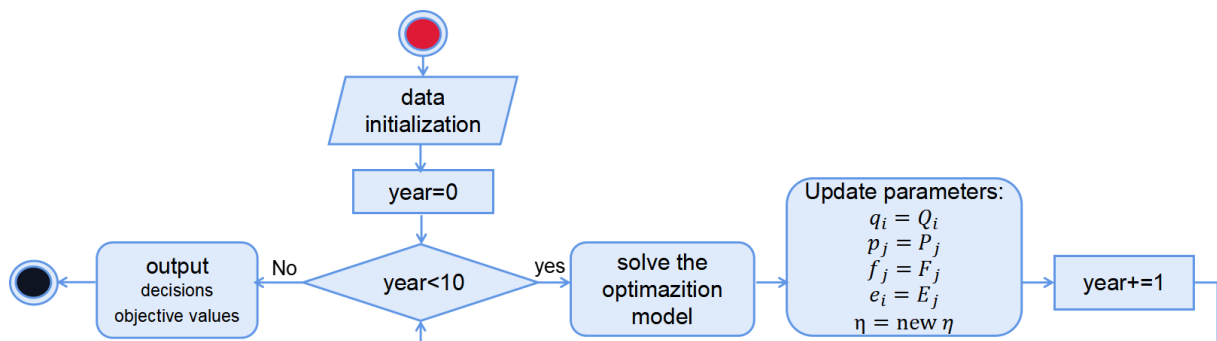 data
initialization
year=0
year<10
No
yes
output
decisions
objective values
solve the
optimazition
model
Update parameters:
q_i = Q_i
p_j = P_j
f_j = F_j
e_i = E_j
η = new η
year+=1